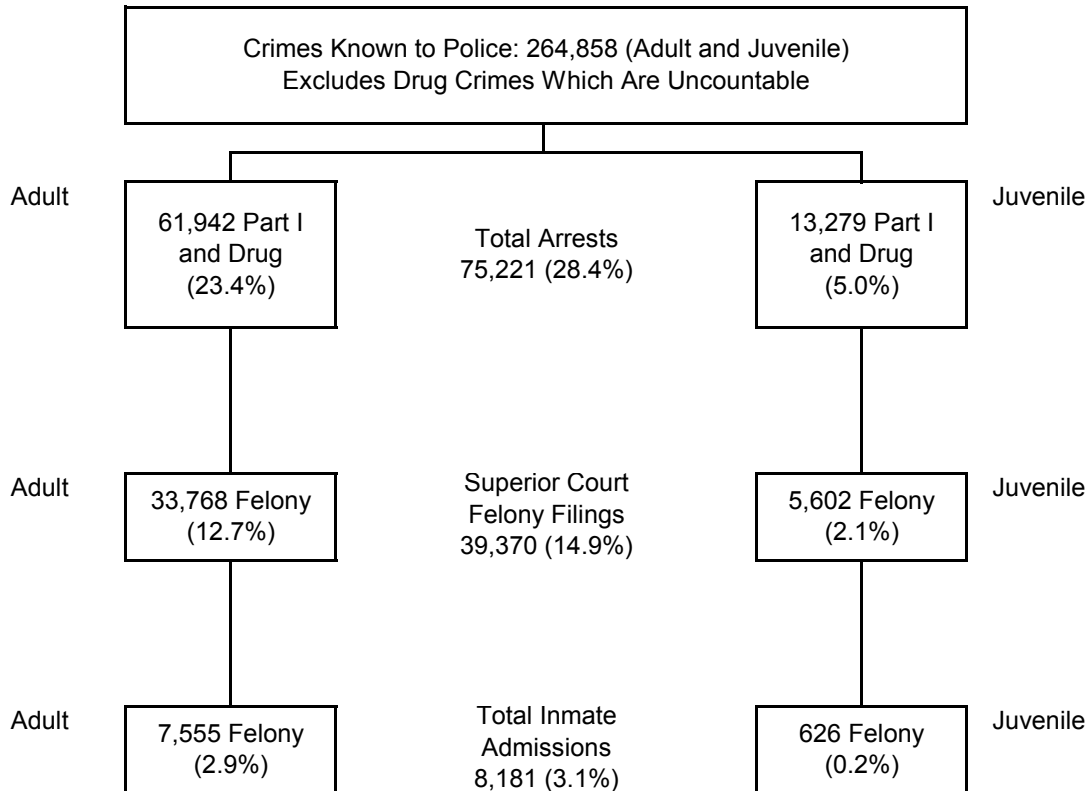 Crimes Known to Police: 264,858 (Adult and Juvenile)
Excludes Drug Crimes Which Are Uncountable
Adult
61,942 Part I
and Drug
(23.4%)
Total Arrests
75,221 (28.4%)
13,279 Part I
and Drug
(5.0%)
Juvenile
Adult
33,768 Felony
(12.7%)
Superior Court
Felony Filings
39,370 (14.9%)
5,602 Felony
(2.1%)
Juvenile
Adult
7,555 Felony
(2.9%)
Total Inmate
Admissions
8,181 (3.1%)
626 Felony
(0.2%)
Juvenile